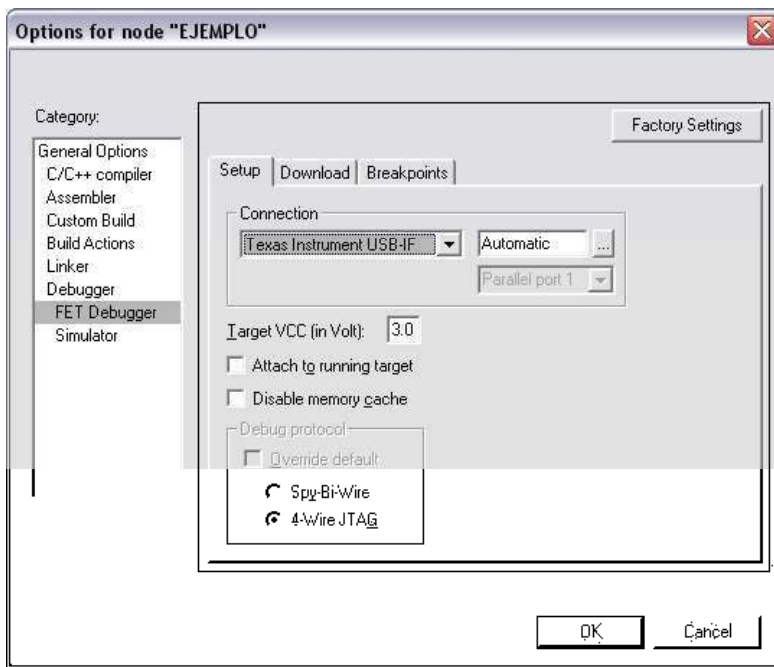 Options for node "EJEMPLO"
Category:
Factory Settings
General Options
C/C++ compiler
Assembler
Custom Build
Build Actions
Linker
Debugger
FET Debugger
Simulator
Setup Download Breakpoints
Connection
Texas Instrument USB-IF Automatic ...
Parallel port 1
Target VCC (in Volt): 3.0
Attach to running target
Disable memory cache
Debug protocol
Override default
Spy-Bi-Wire
4-Wire JTAG
OK Cancel